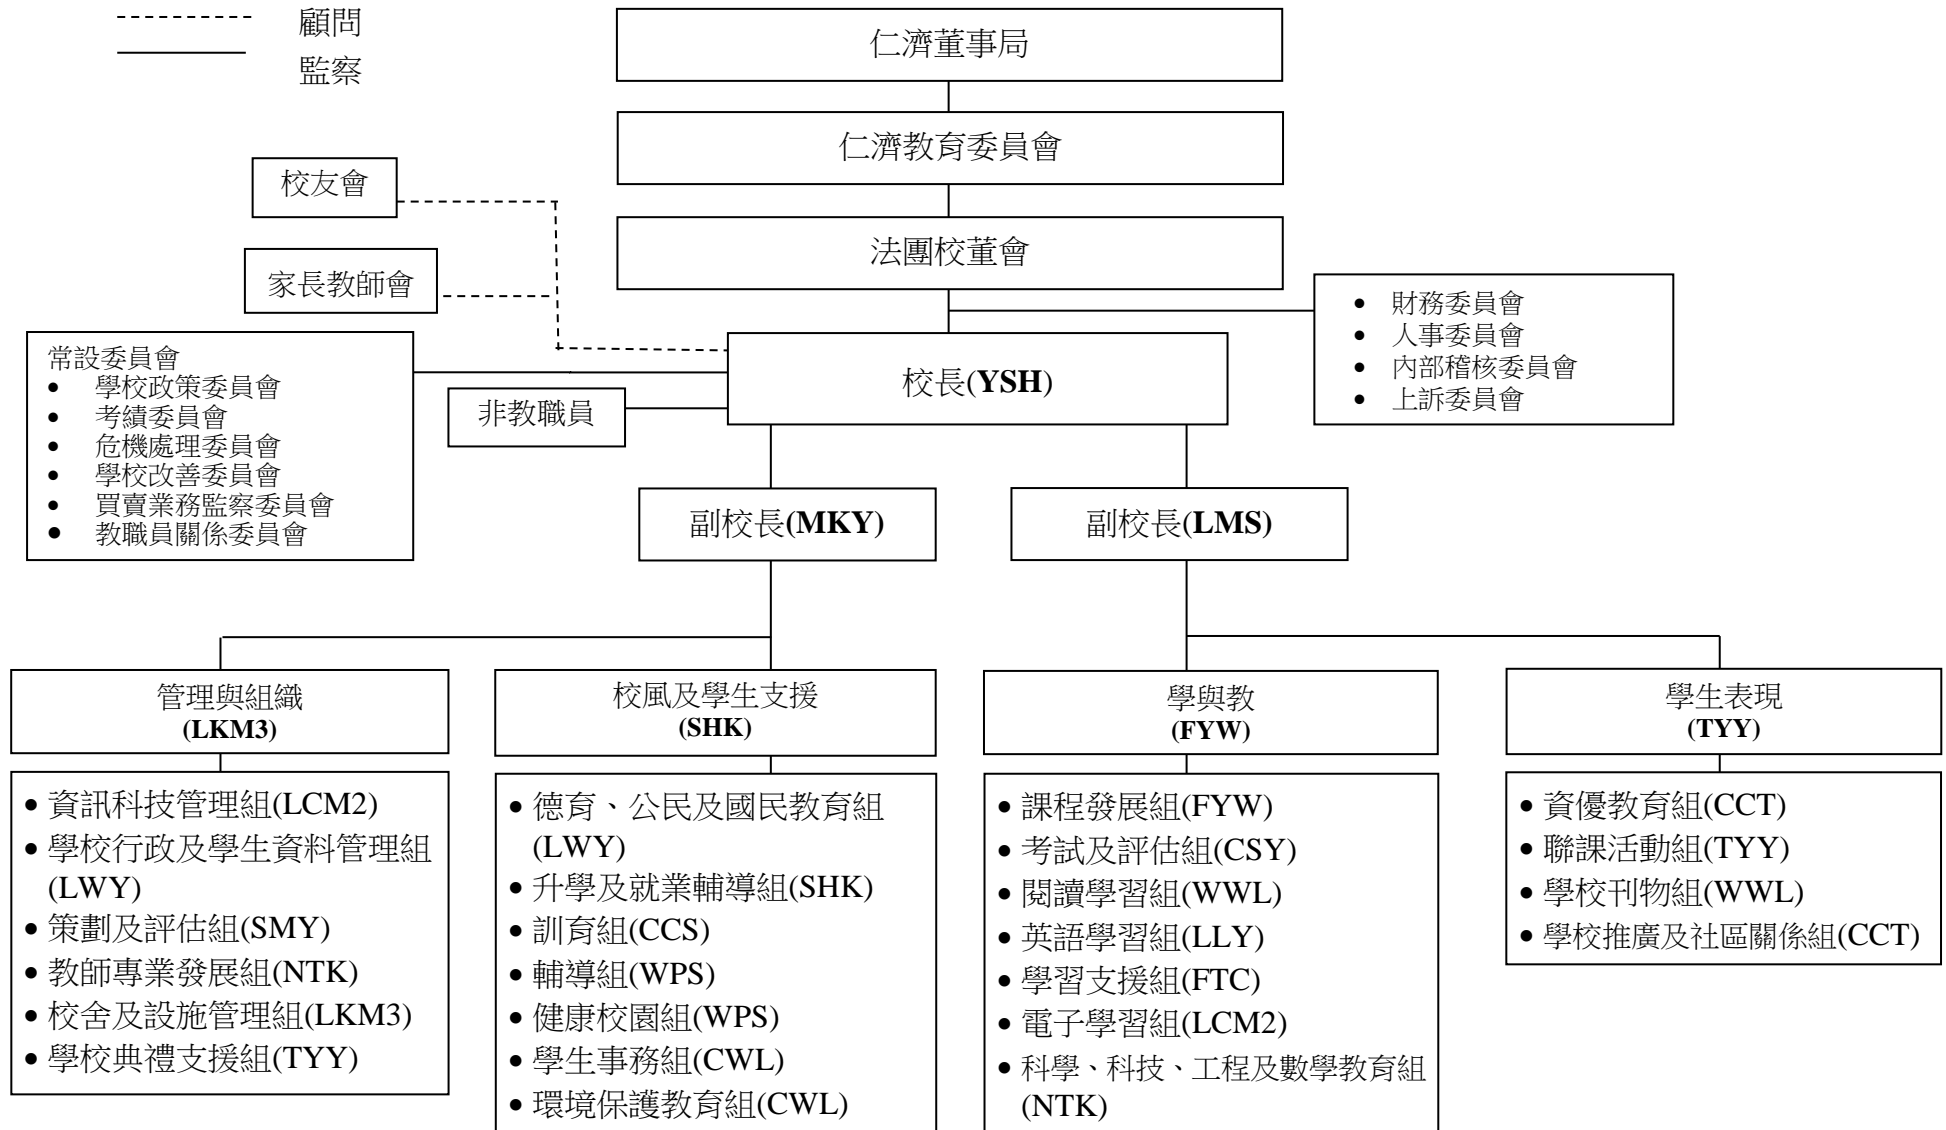 顧問
監察
仁濟董事局
仁濟教育委員會
校友會
法團校董會
家長教師會
• 財務委員會
• 人事委員會
• 內部稽核委員會
• 上訴委員會
常設委員會
• 學校政策委員會
• 考績委員會
• 危機處理委員會
• 學校改善委員會
• 買賣業務監察委員會
• 教職員關係委員會
校長(YSH)
非教職員
副校長(MKY)
副校長(LMS)
管理與組織
(LKM3)
校風及學生支援
(SHK)
學與教
(FYW)
學生表現
(TYY)
• 資訊科技管理組(LCM2)
• 學校行政及學生資料管理組
(LWY)
• 策劃及評估組(SMY)
• 教師專業發展組(NTK)
• 校舍及設施管理組(LKM3)
• 學校典禮支援組(TYY)
• 德育、公民及國民教育組
(LWY)
• 升學及就業輔導組(SHK)
• 訓育組(CCS)
• 輔導組(WPS)
• 健康校園組(WPS)
• 學生事務組(CWL)
• 環境保護教育組(CWL)
• 課程發展組(FYW)
• 考試及評估組(CSY)
• 閱讀學習組(WWL)
• 英語學習組(LLY)
• 學習支援組(FTC)
• 電子學習組(LCM2)
• 科學、科技、工程及數學教育組
(NTK)
• 資優教育組(CCT)
• 聯課活動組(TYY)
• 學校刊物組(WWL)
• 學校推廣及社區關係組(CCT)